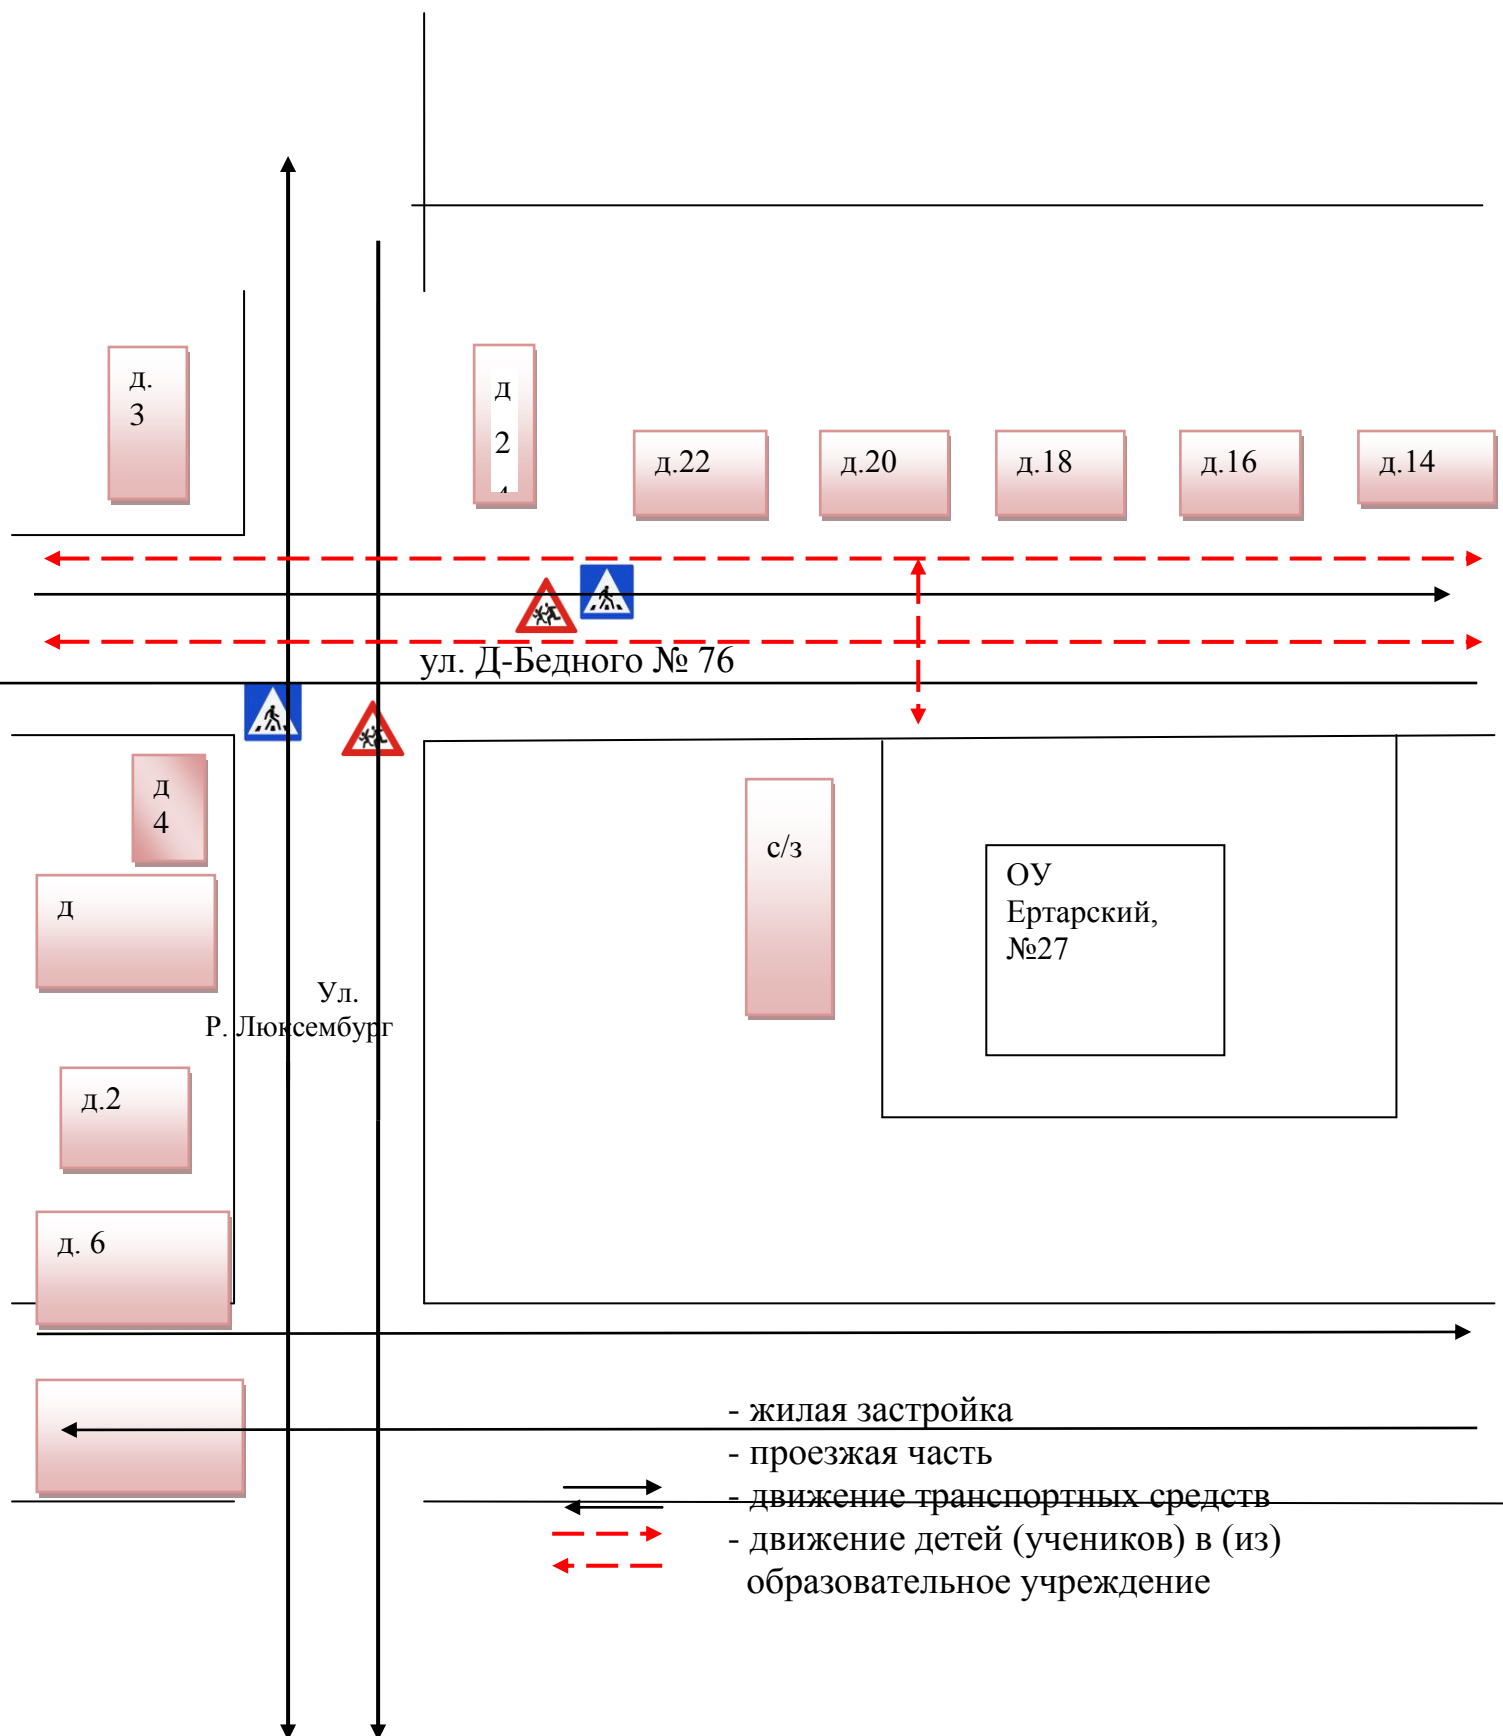 д.
3
д
2
д.22
д.20
д.18
д.16
д.14
ул. Д-Бедного № 76
д
4
д
с/з
ОУ
Ертарский,
№27
Ул.
Р. Люксембург
д.2
д. 6
- жилая застройка
- проезжая часть
- движение транспортных средств
- движение детей (учеников) в (из)
образовательное учреждение